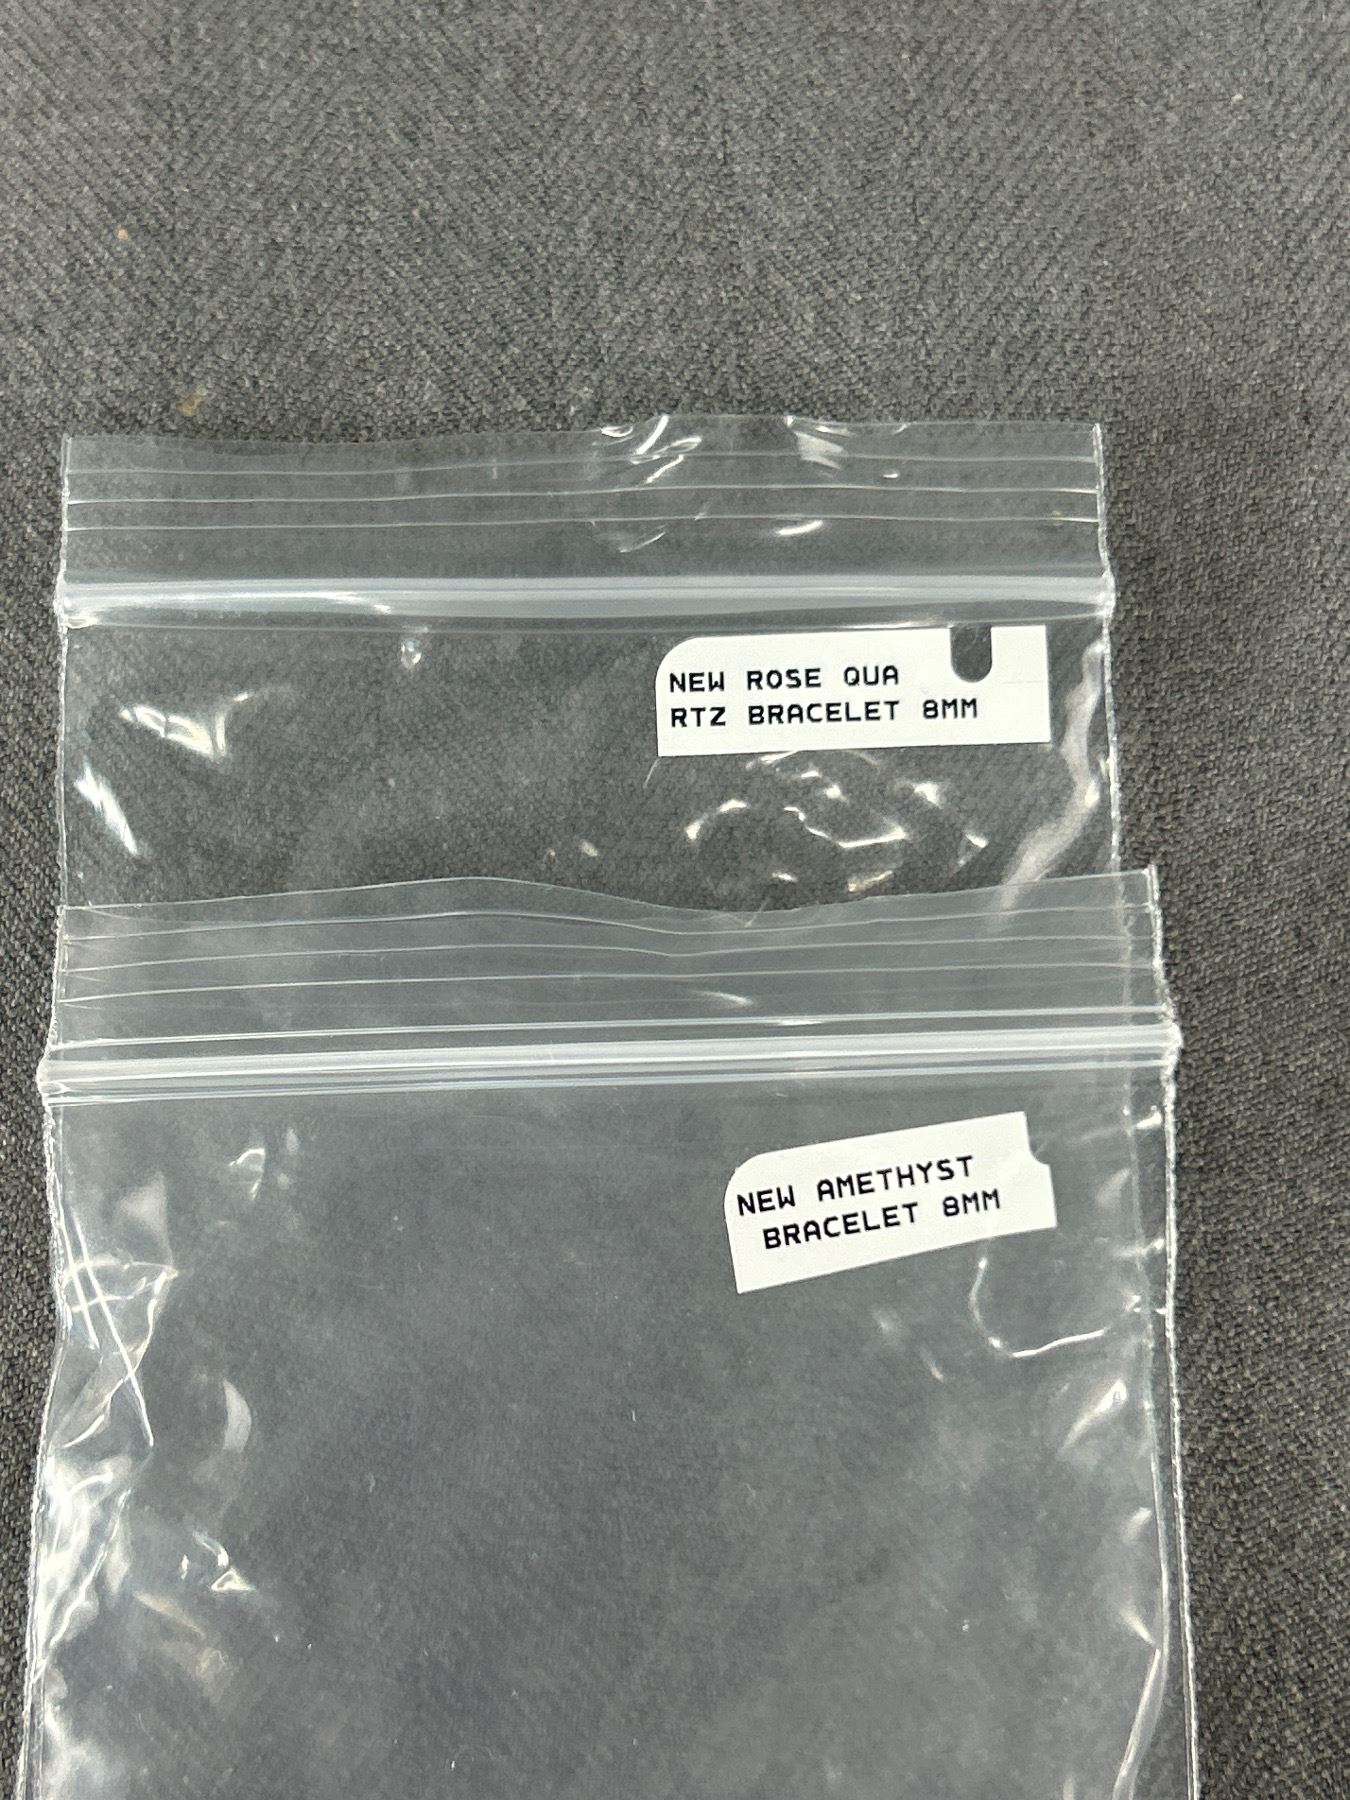 NEW ROSE QUA
RTZ BRACELET 8MM
NEW AMETHYST
BRACELET 8MM